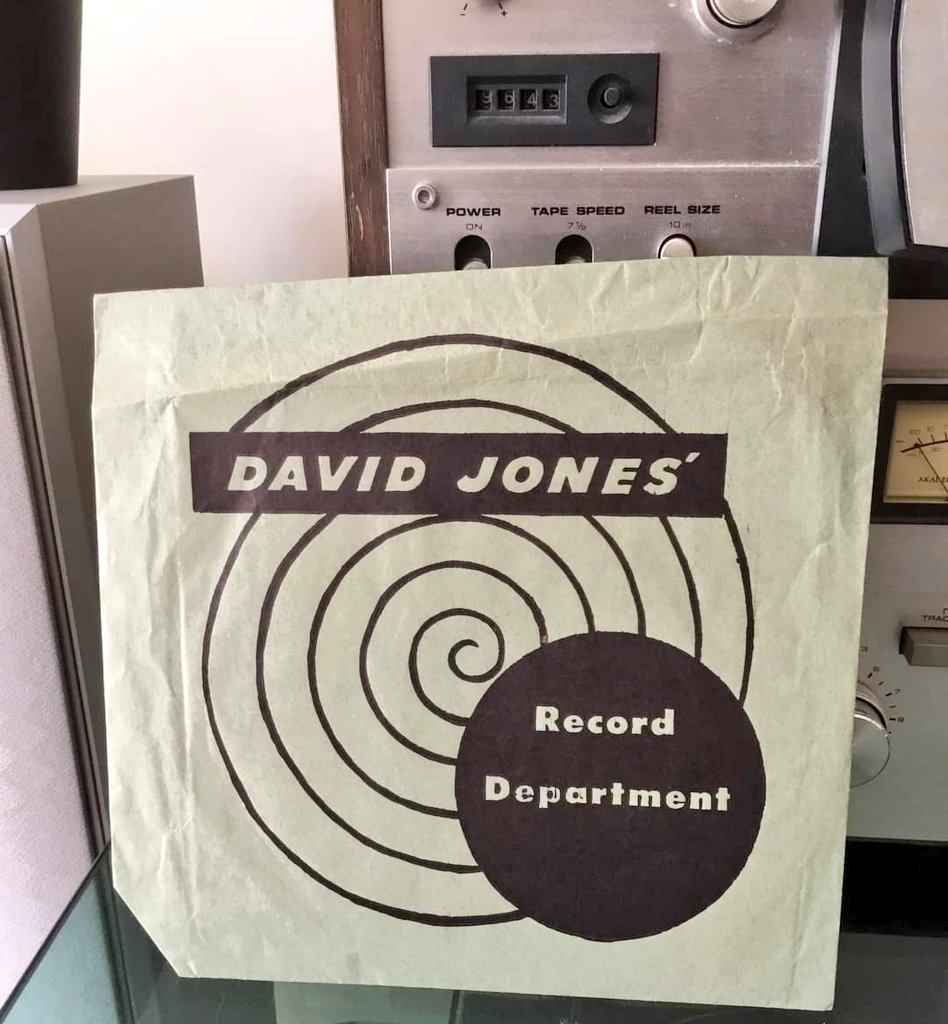 POWER TAPE SPEED REEL SIZE
ON 7½ 10 in
DAVID JONES'
Record
Department